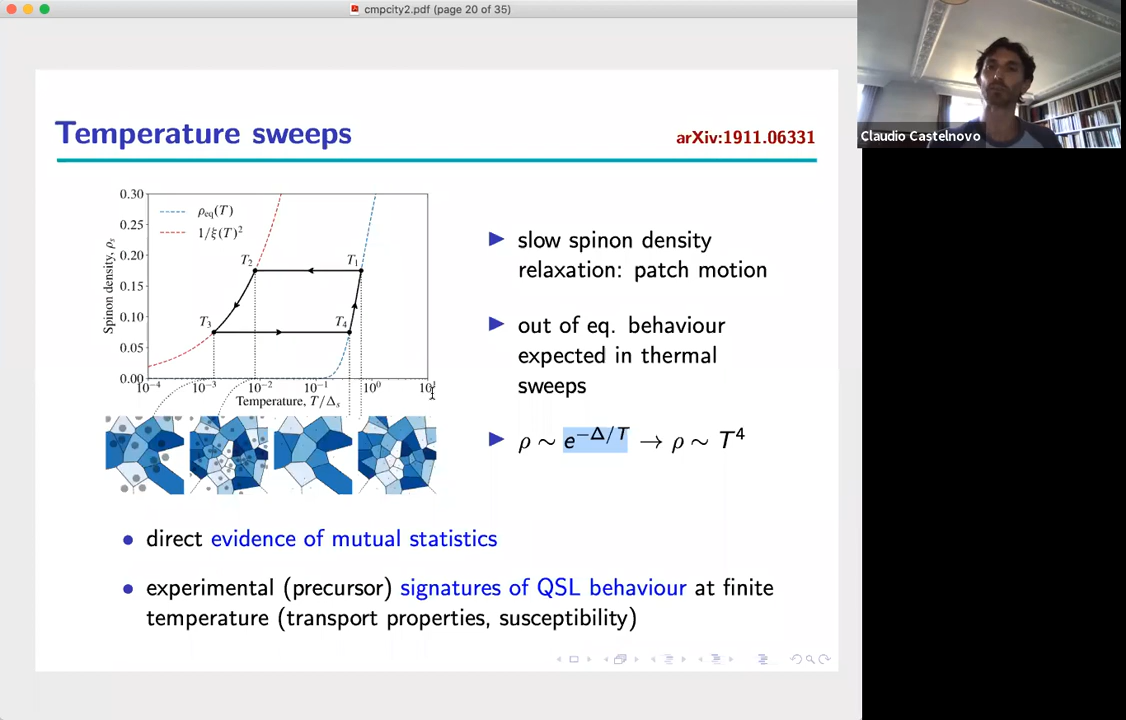 cmpcity2.pdf (page 20 of 35)
Claudio Castelnovo
Temperature sweeps
arXiv:1911.06331
0.30
0.25
0.20
0.15
0.10
0.05
0.00
Spinon density, ρs
ρeq(T)
1/ξ(T)²
T₂
T₁
T₃
T₄
10⁻⁴
10⁻³
10⁻²
10⁻¹
10⁰
10¹
Temperature, T/Δs
▶ slow spinon density
relaxation: patch motion
▶ out of eq. behaviour
expected in thermal
sweeps
▶ ρ ∼ e^{−Δ/T} → ρ ∼ T⁴
• direct evidence of mutual statistics
• experimental (precursor) signatures of QSL behaviour at finite
temperature (transport properties, susceptibility)